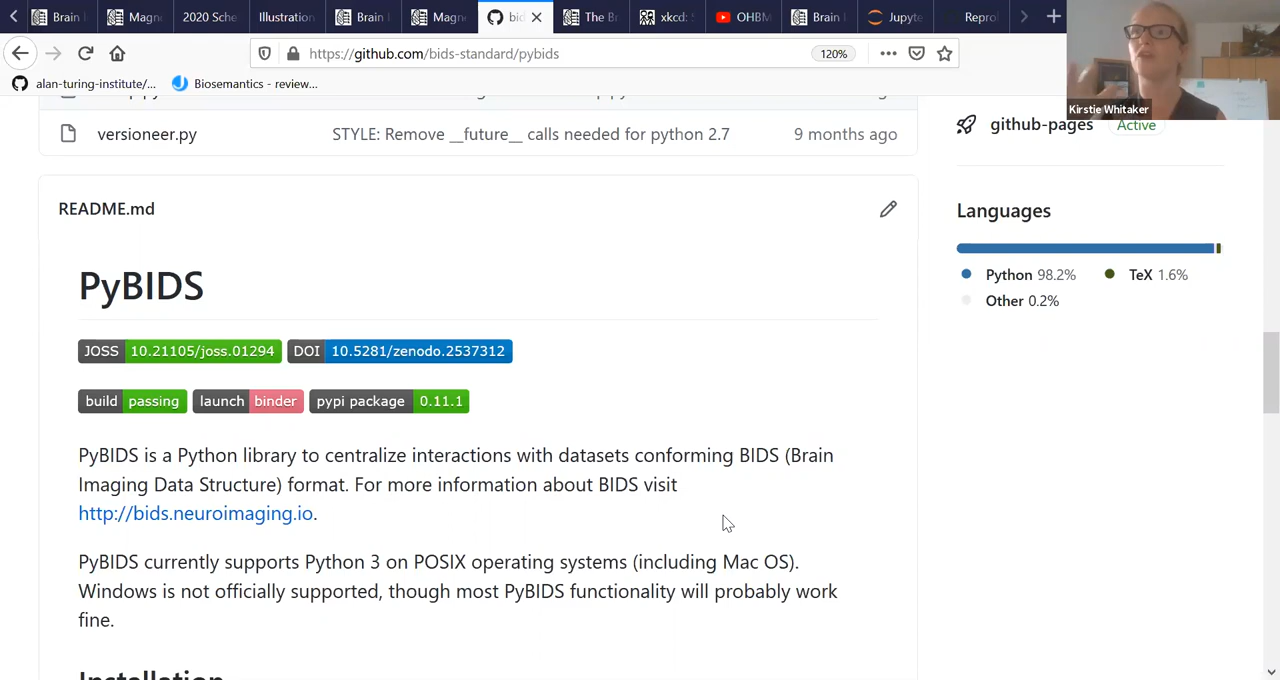 Brain
Magne
2020 Sche
Illustration
Brain
Magne
bid
The Br
xkcd:
OHBM
Brain
Jupyte
Repro
https://github.com/bids-standard/pybids
120%
alan-turing-institute/...
Biosemantics - review...
Kirstie Whitaker
versioneer.py
STYLE: Remove __future__ calls needed for python 2.7
9 months ago
github-pages
Active
README.md
Languages
Python 98.2%
TeX 1.6%
Other 0.2%
PyBIDS
JOSS 10.21105/joss.01294 DOI 10.5281/zenodo.2537312
build passing launch binder pypi package 0.11.1
PyBIDS is a Python library to centralize interactions with datasets conforming BIDS (Brain
Imaging Data Structure) format. For more information about BIDS visit
http://bids.neuroimaging.io.
PyBIDS currently supports Python 3 on POSIX operating systems (including Mac OS).
Windows is not officially supported, though most PyBIDS functionality will probably work
fine.
Installation